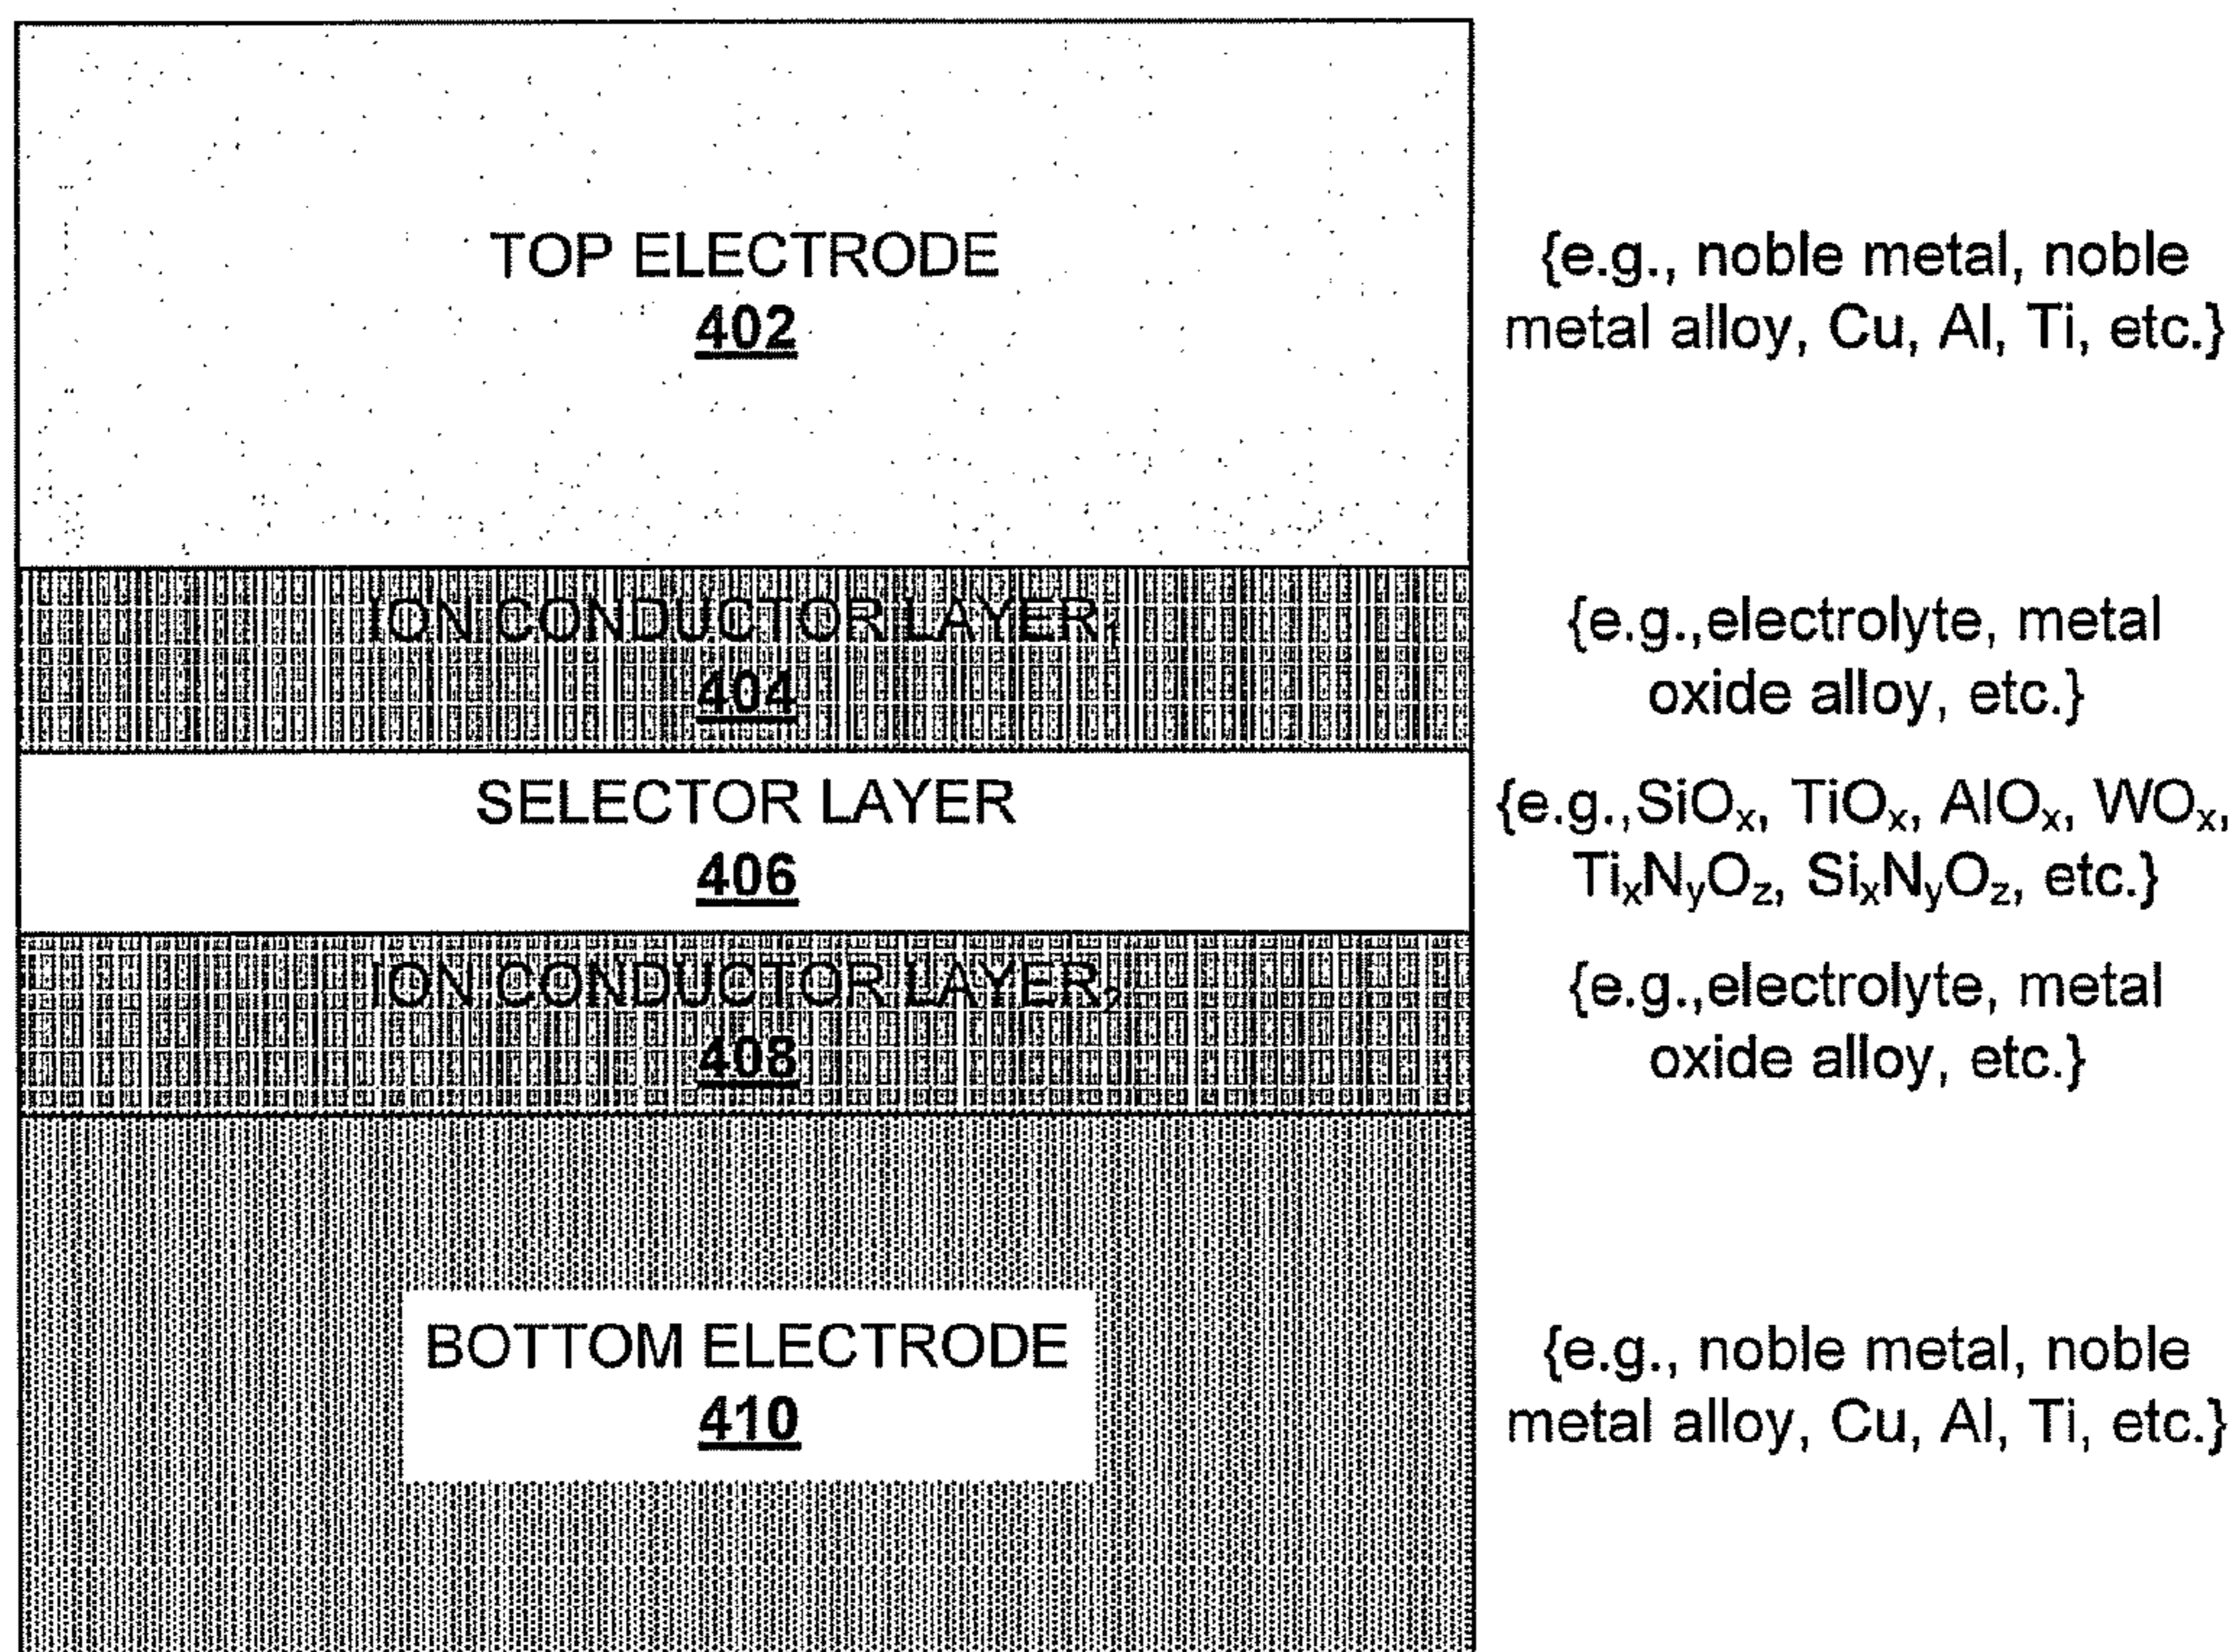 TOP ELECTRODE
402
{e.g., noble metal, noble
metal alloy, Cu, Al, Ti, etc.}
ION CONDUCTOR LAYER₁
404
{e.g.,electrolyte, metal
oxide alloy, etc.}
SELECTOR LAYER
406
{e.g.,SiOₓ, TiOₓ, AlOₓ, WOₓ,
TiₓNᵧO₂, SiₓNᵧO₂, etc.}
ION CONDUCTOR LAYER₂
408
{e.g.,electrolyte, metal
oxide alloy, etc.}
BOTTOM ELECTRODE
410
{e.g., noble metal, noble
metal alloy, Cu, Al, Ti, etc.}